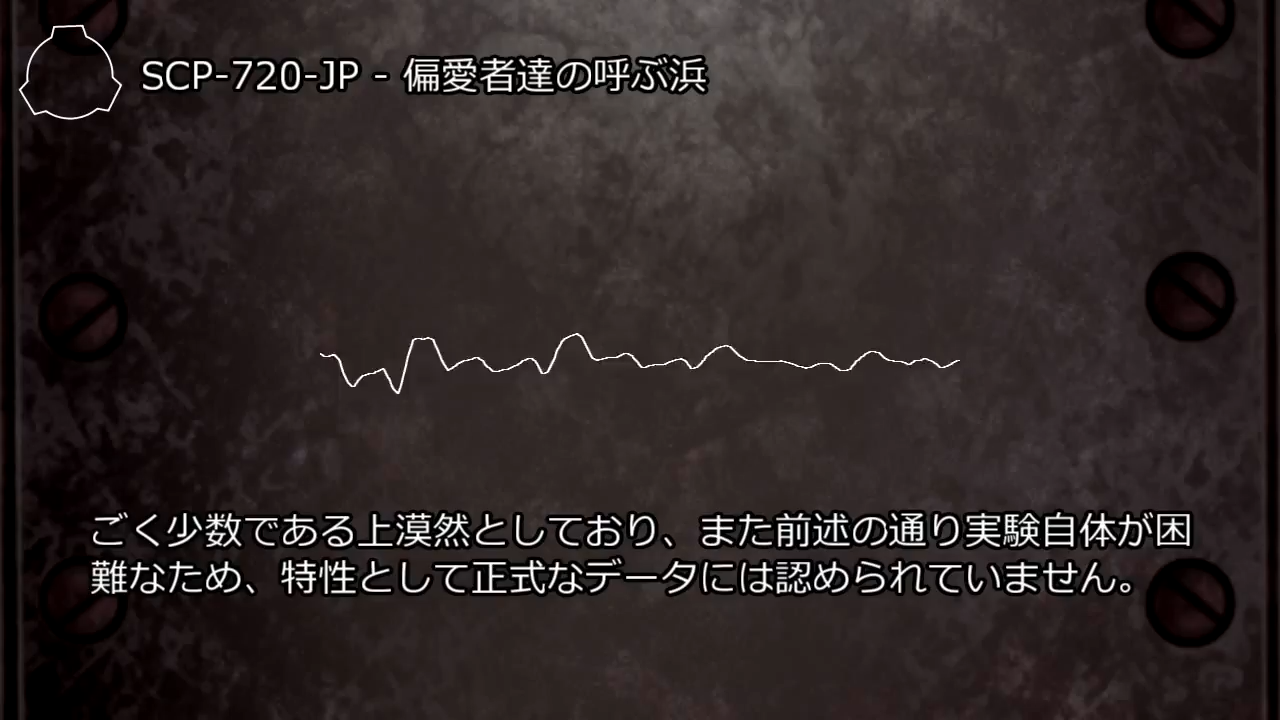 SCP-720-JP - 偏愛者達の呼ぶ浜
ごく少数である上漠然としており、また前述の通り実験自体が困
難なため、特性として正式なデータには認められていません。